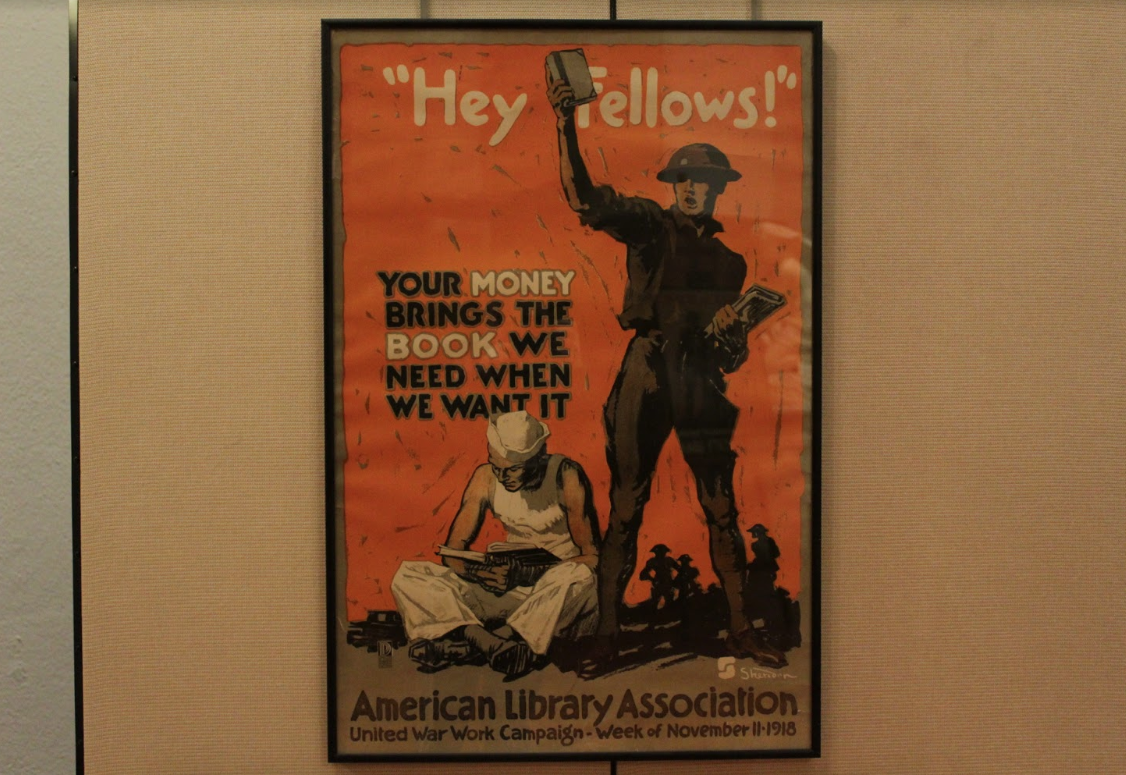 "Hey Fellows!"
YOUR MONEY
BRINGS THE
BOOK WE
NEED WHEN
WE WANT IT
American Library Association
United War Work Campaign - Week of November 11·1918